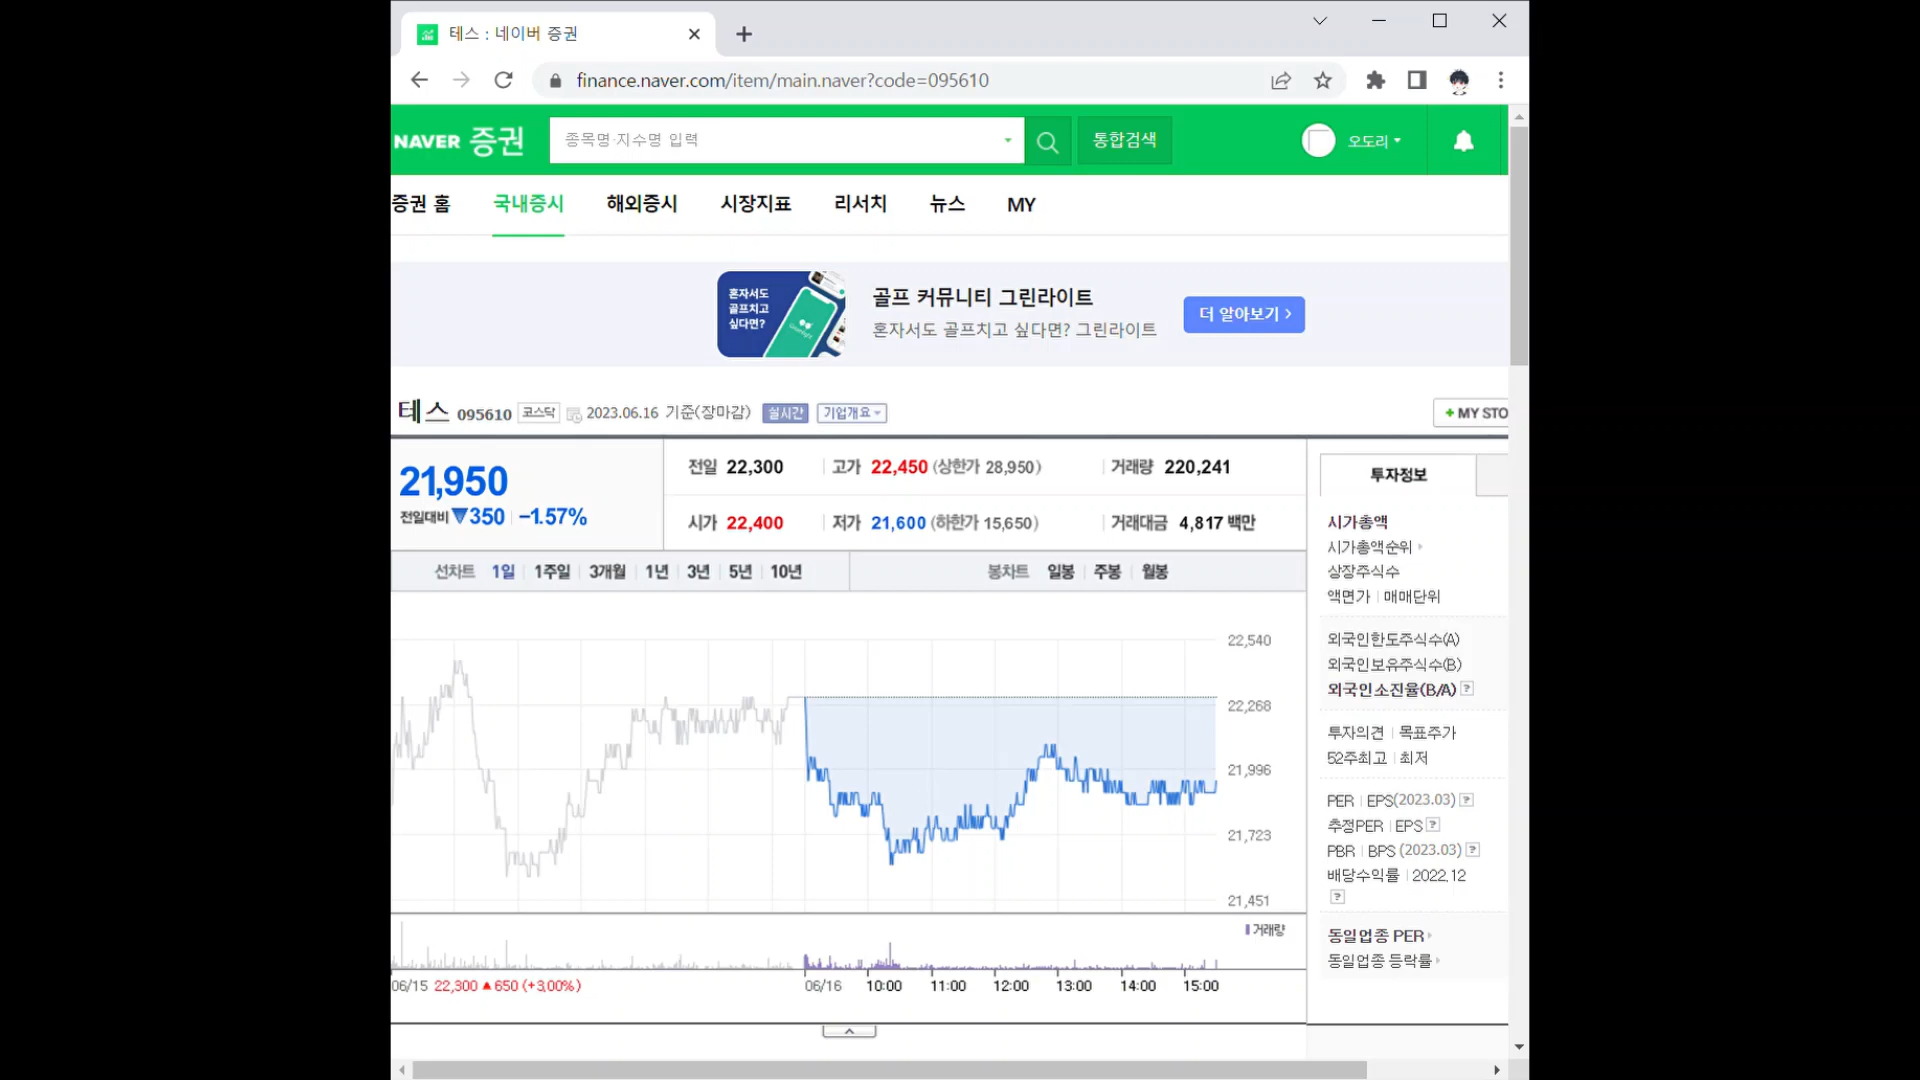 테스 : 네이버 증권
finance.naver.com/item/main.naver?code=095610
NAVER 증권
종목명·지수명 입력
통합검색
오도리
증권 홈 국내증시 해외증시 시장지표 리서치 뉴스 MY
혼자서도
골프치고
싶다면?
골프 커뮤니티 그린라이트
혼자서도 골프치고 싶다면? 그린라이트
더 알아보기 >
테스 095610 코스닥 2023.06.16 기준(장마감) 실시간 기업개요
+ MY STO
21,950
전일대비 ▼350 -1.57%
전일 22,300 고가 22,450 (상한가 28,950) 거래량 220,241
시가 22,400 저가 21,600 (하한가 15,650) 거래대금 4,817 백만
선차트 1일 1주일 3개월 1년 3년 5년 10년 봉차트 일봉 주봉 월봉
22,540
22,268
21,996
21,723
21,451
거래량
06/15 22,300 ▲650 (+3.00%) 06/16 10:00 11:00 12:00 13:00 14:00 15:00
투자정보
시가총액
시가총액순위
상장주식수
액면가 | 매매단위
외국인한도주식수(A)
외국인보유주식수(B)
외국인소진율(B/A) ?
투자의견 | 목표주가
52주최고 | 최저
PER | EPS(2023.03) ?
추정PER | EPS ?
PBR | BPS (2023.03) ?
배당수익률 | 2022.12
?
동일업종 PER
동일업종 등락률